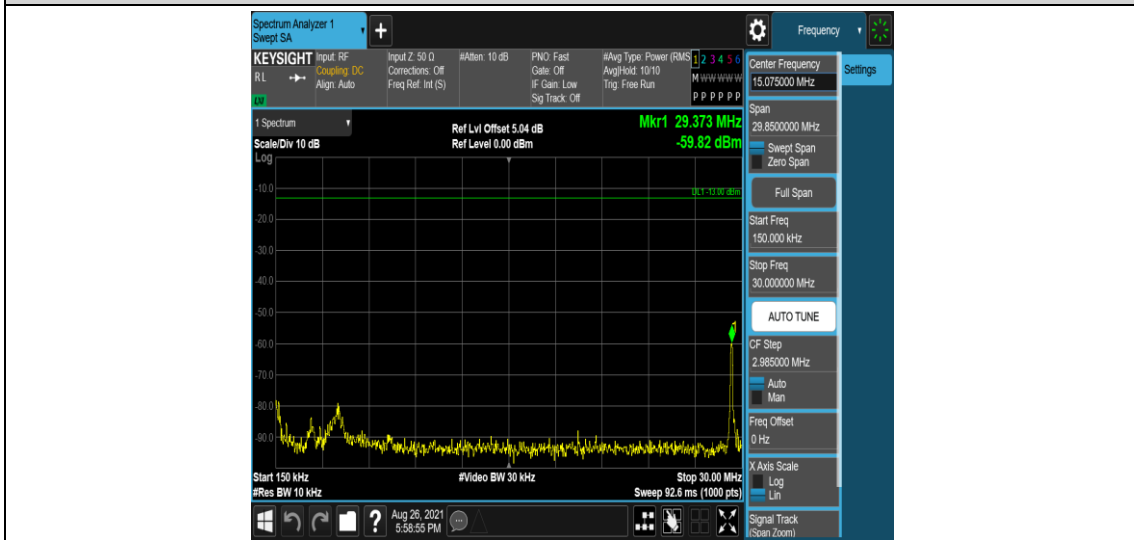 Spectrum Analyzer 1
Swept SA
+
Frequency
KEYSIGHT
RL
LXI
Input: RF
Coupling: DC
Align: Auto
Input Z: 50 Ω
Corrections: Off
Freq Ref: Int (S)
#Atten: 10 dB
PNO: Fast
Gate: Off
IF Gain: Low
Sig Track: Off
#Avg Type: Power (RMS
Avg|Hold: 10/10
Trig: Free Run
1 2 3 4 5 6
M W W W W W
P P P P P P
Center Frequency
15.075000 MHz
Settings
1 Spectrum
Scale/Div 10 dB
Ref Lvl Offset 5.04 dB
Ref Level 0.00 dBm
Mkr1 29.373 MHz
-59.82 dBm
Log
DL1 -13.00 dBm
-10.0
-20.0
-30.0
-40.0
-50.0
-60.0
-70.0
-80.0
-90.0
Start 150 kHz
#Res BW 10 kHz
#Video BW 30 kHz
Stop 30.00 MHz
Sweep 92.6 ms (1000 pts)
Span
29.8500000 MHz
Swept Span
Zero Span
Full Span
Start Freq
150.000 kHz
Stop Freq
30.000000 MHz
AUTO TUNE
CF Step
2.985000 MHz
Auto
Man
Freq Offset
0 Hz
X Axis Scale
Log
Lin
Signal Track
(Span Zoom)
?
Aug 26, 2021
5:58:55 PM